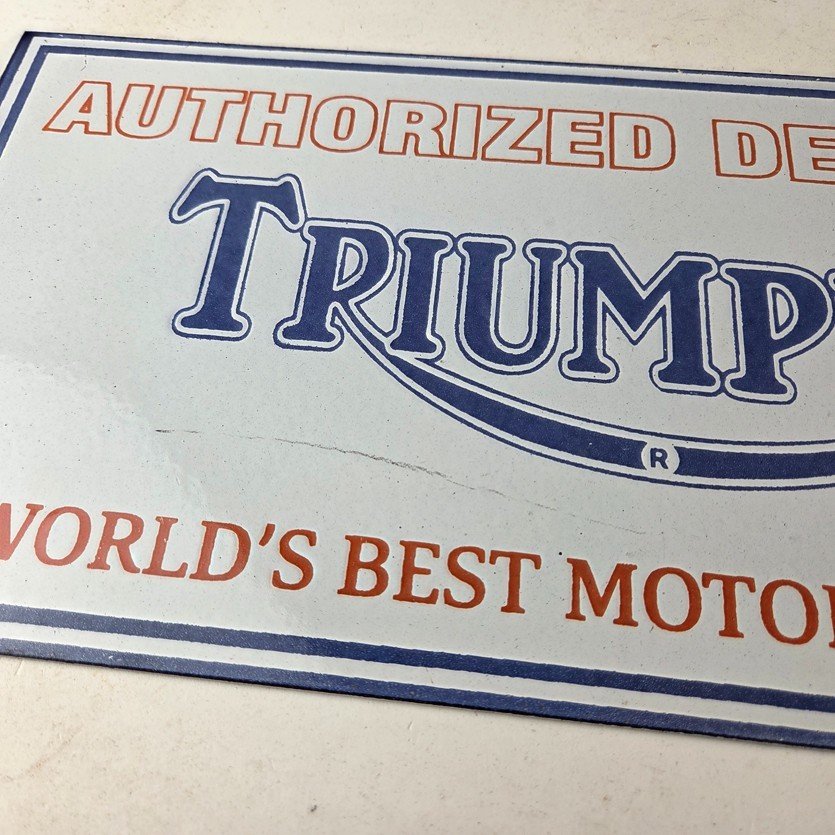 AUTHORIZED DE
TRIUMP
®
WORLD'S BEST MOTO